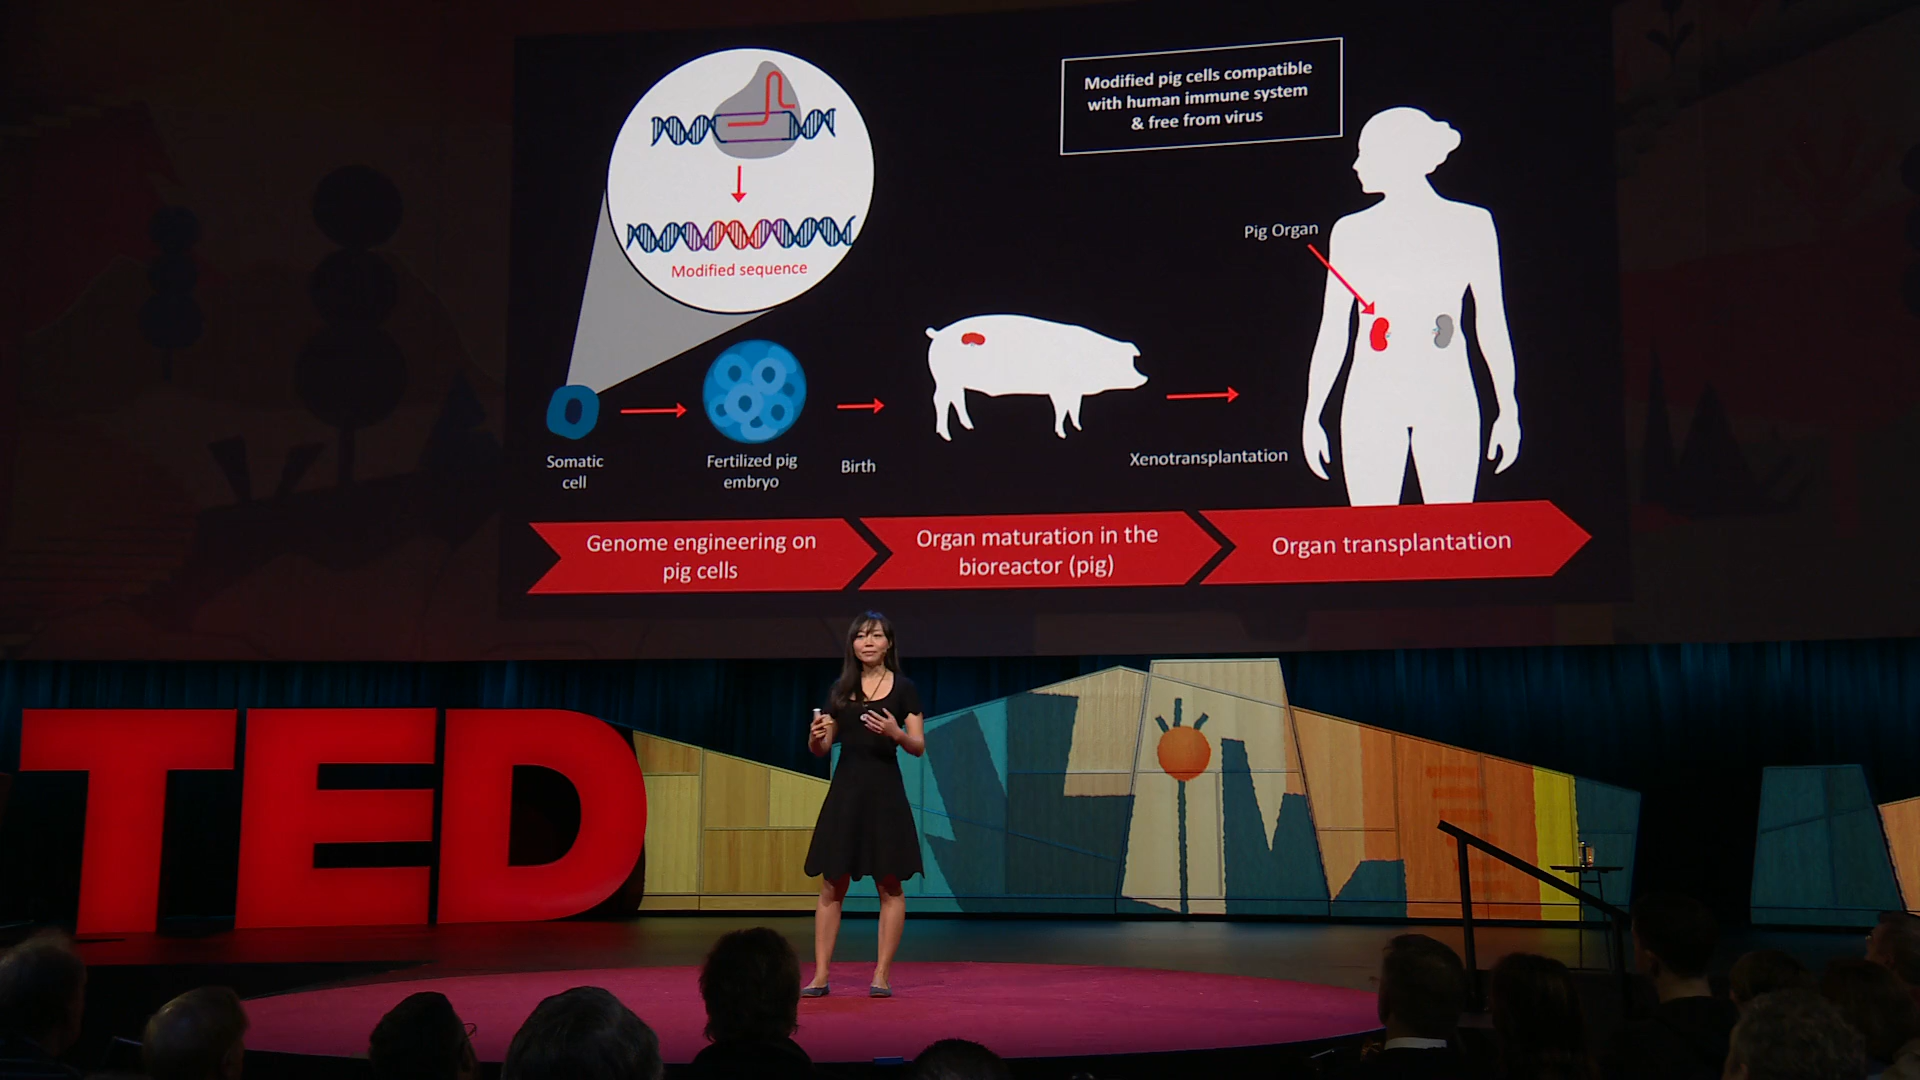 Modified pig cells compatible
with human immune system
& free from virus
Modified sequence
Pig Organ
Somatic
cell
Fertilized pig
embryo
Birth
Xenotransplantation
Genome engineering on
pig cells
Organ maturation in the
bioreactor (pig)
Organ transplantation
TED